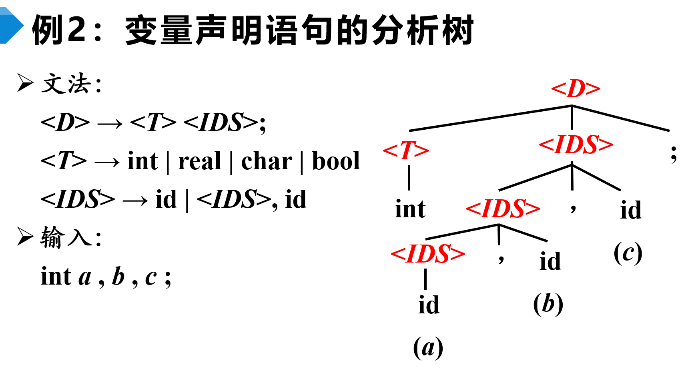 例2：变量声明语句的分析树
➢ 文法：
<D> → <T> <IDS>;
<T> → int | real | char | bool
<IDS> → id | <IDS>, id
➢ 输入：
int a , b , c ;
<D>
<T> <IDS> ;
int <IDS> , id
(c)
<IDS> , id
(b)
id
(a)